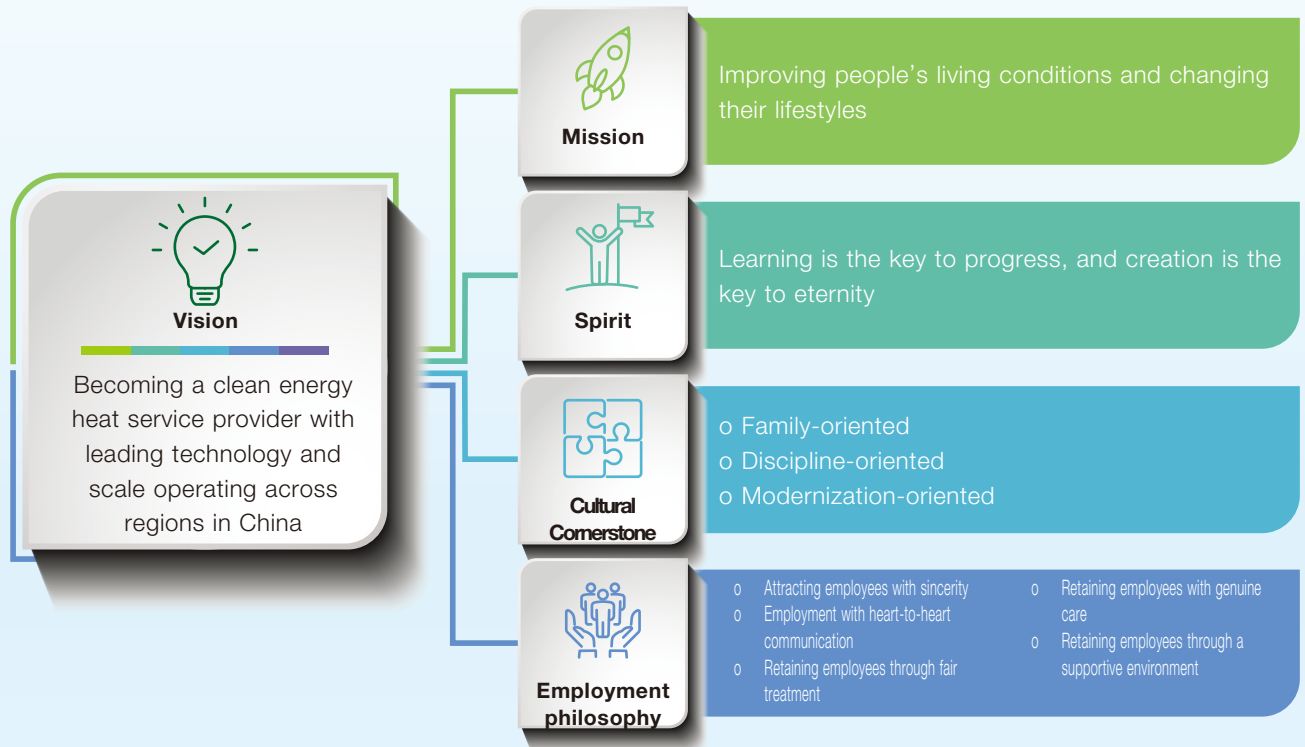 Vision
Becoming a clean energy
heat service provider with
leading technology and
scale operating across
regions in China
Mission
Improving people’s living conditions and changing
their lifestyles
Spirit
Learning is the key to progress, and creation is the
key to eternity
Cultural
Cornerstone
o Family-oriented
o Discipline-oriented
o Modernization-oriented
Employment
philosophy
o Attracting employees with sincerity
o Employment with heart-to-heart
communication
o Retaining employees through fair
treatment
o Retaining employees with genuine
care
o Retaining employees through a
supportive environment